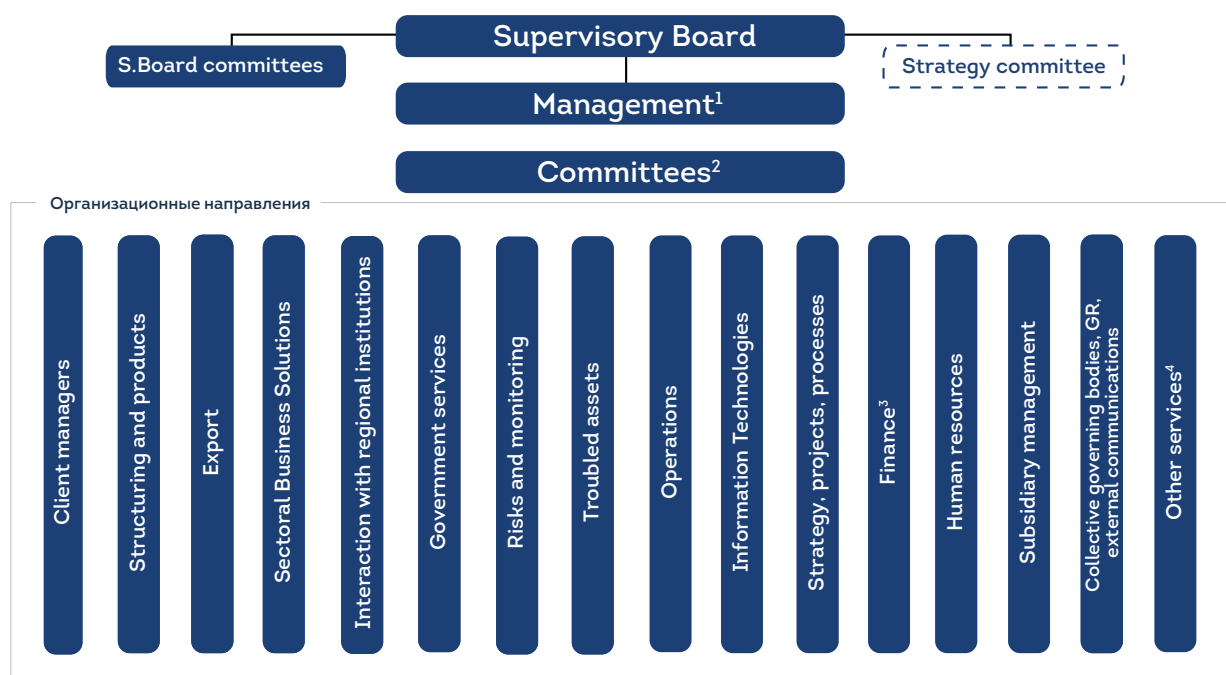 Supervisory Board
S.Board committees
Strategy committee
Management¹
Committees²
Организационные направления
Client managers
Structuring and products
Export
Sectoral Business Solutions
Interaction with regional institutions
Government services
Risks and monitoring
Troubled assets
Operations
Information Technologies
Strategy, projects, processes
Finance³
Human resources
Subsidiary management
Collective governing bodies, GR,
external communications
Other services⁴